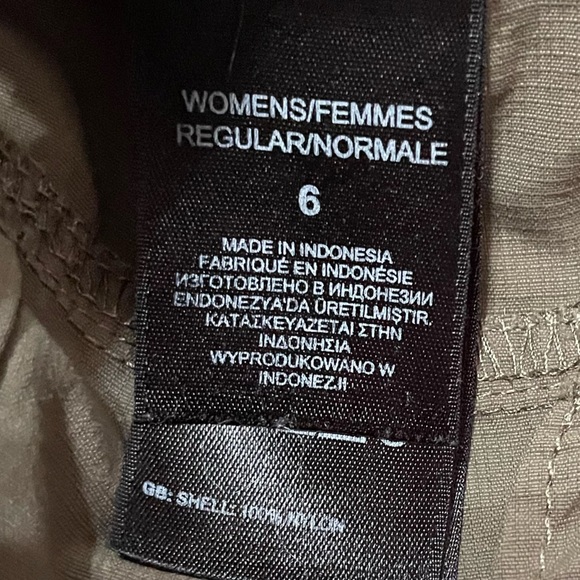 WOMENS/FEMMES
REGULAR/NORMALE
6
MADE IN INDONESIA
FABRIQUÉ EN INDONÉSIE
ИЗГОТОВЛЕНО В ИНДОНЕЗИИ
ENDONEZYA'DA ÜRETILMISTIR.
ΚΑΤΑΣΚΕΥΑΖΕΤΑΙ ΣΤΗΝ
ΙΝΔΟΝΗΣΙΑ
WYPRODUKOWANO W
INDONEZJI
GB: SHELL: 100% NYLON